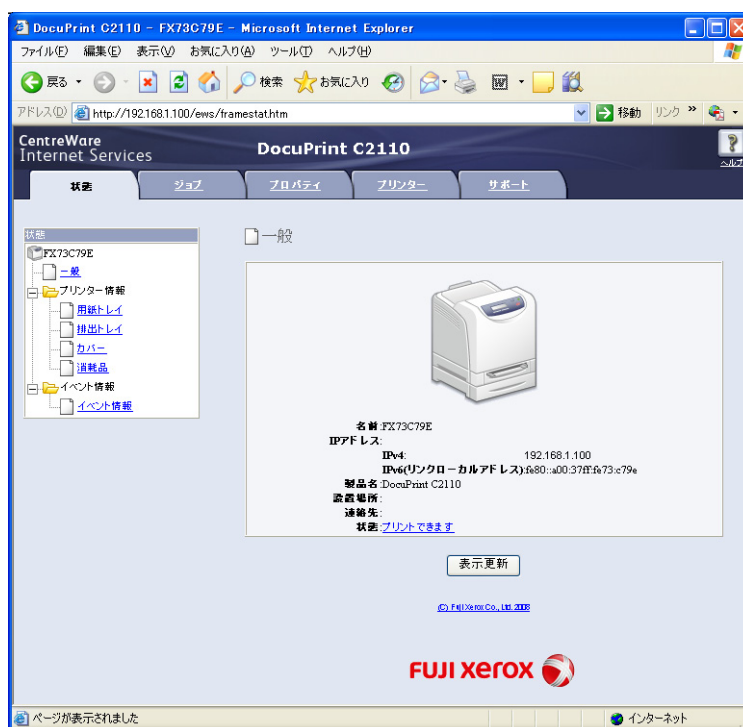 DocuPrint C2110 - FX73C79E - Microsoft Internet Explorer
ファイル(F) 編集(E) 表示(V) お気に入り(A) ツール(T) ヘルプ(H)
戻る 検索 お気に入り
アドレス(D) http://192.168.1.100/ews/framestat.htm 移動 リンク »
CentreWare
Internet Services
DocuPrint C2110
ヘルプ
状態 ジョブ プロパティ プリンター サポート
状態
FX73C79E
一般
プリンター情報
用紙トレイ
排出トレイ
カバー
消耗品
イベント情報
イベント情報
一般
名前:FX73C79E
IPアドレス:
IPv4: 192.168.1.100
IPv6(リンクローカルアドレス):fe80::a00:37ff:fe73:c79e
製品名:DocuPrint C2110
設置場所:
連絡先:
状態:プリントできます
表示更新
(C) Fuji Xerox Co., Ltd. 2008
FUJI XEROX
ページが表示されました インターネット